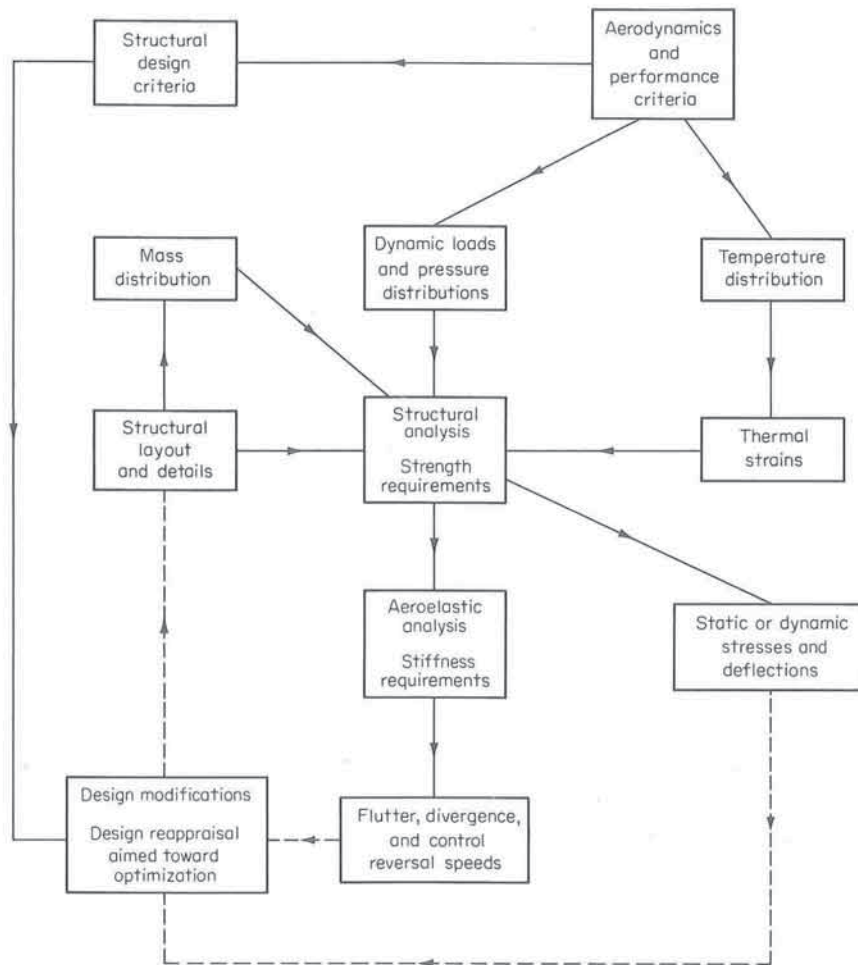 Structural
design
criteria
Aerodynamics
and
performance
criteria
Mass
distribution
Dynamic loads
and pressure
distributions
Temperature
distribution
Structural
layout
and details
Structural
analysis
Strength
requirements
Thermal
strains
Aeroelastic
analysis
Stiffness
requirements
Static or dynamic
stresses and
deflections
Design modifications
Design reappraisal
aimed toward
optimization
Flutter, divergence,
and control
reversal speeds